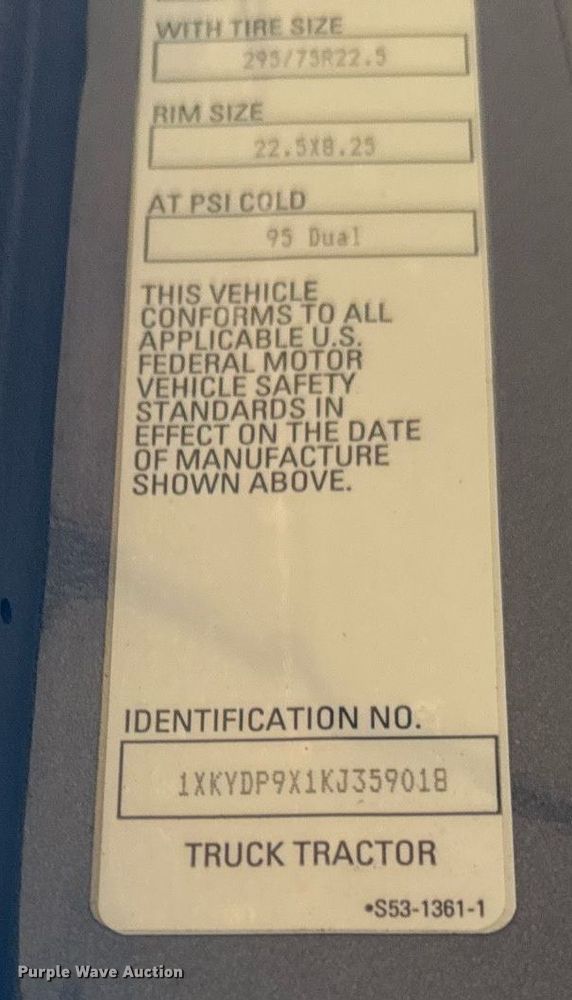 WITH TIRE SIZE
295/75R22.5
RIM SIZE
22.5X8.25
AT PSI COLD
95 Dual
THIS VEHICLE
CONFORMS TO ALL
APPLICABLE U.S.
FEDERAL MOTOR
VEHICLE SAFETY
STANDARDS IN
EFFECT ON THE DATE
OF MANUFACTURE
SHOWN ABOVE.
IDENTIFICATION NO.
1XKYDP9X1KJ359018
TRUCK TRACTOR
•S53-1361-1
Purple Wave Auction